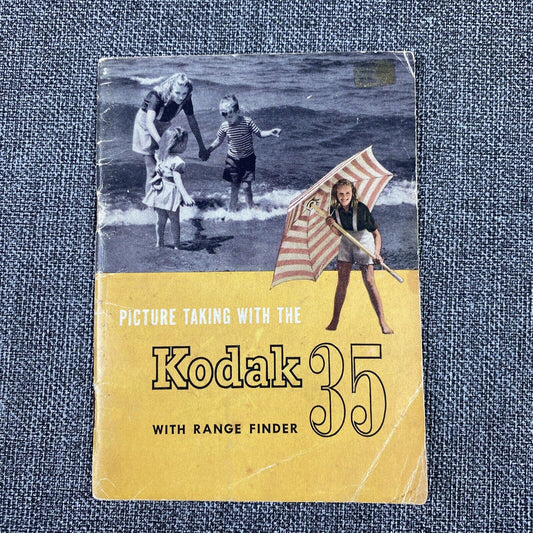 PICTURE TAKING WITH THE
Kodak 35
WITH RANGE FINDER